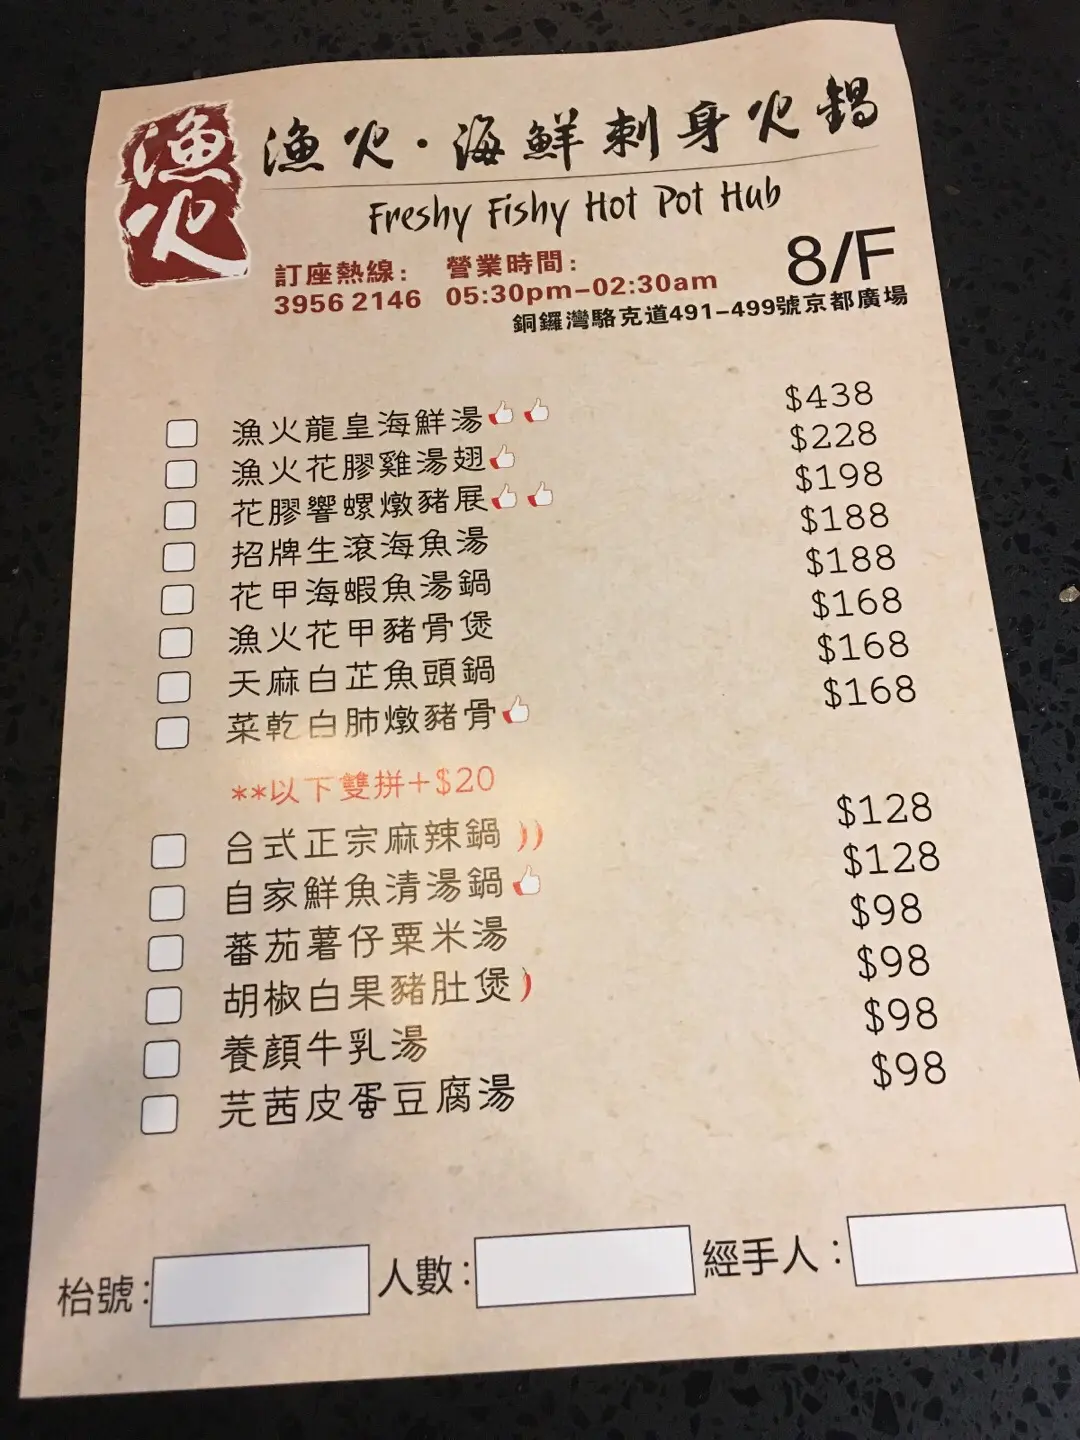 漁火
漁火·海鮮刺身火鍋
Freshy Fishy Hot Pot Hub
訂座熱線: 營業時間: 8/F
3956 2146 05:30pm-02:30am
銅鑼灣駱克道491-499號京都廣場
漁火龍皇海鮮湯 $438
漁火花膠雞湯翅 $228
花膠響螺燉豬展 $198
招牌生滾海魚湯 $188
花甲海蝦魚湯鍋 $188
漁火花甲豬骨煲 $168
天麻白芷魚頭鍋 $168
菜乾白肺燉豬骨 $168
**以下雙拼+$20
台式正宗麻辣鍋 $128
自家鮮魚清湯鍋 $128
蕃茄薯仔粟米湯 $98
胡椒白果豬肚煲 $98
養顏牛乳湯 $98
芫茜皮蛋豆腐湯 $98
枱號: 人數: 經手人: